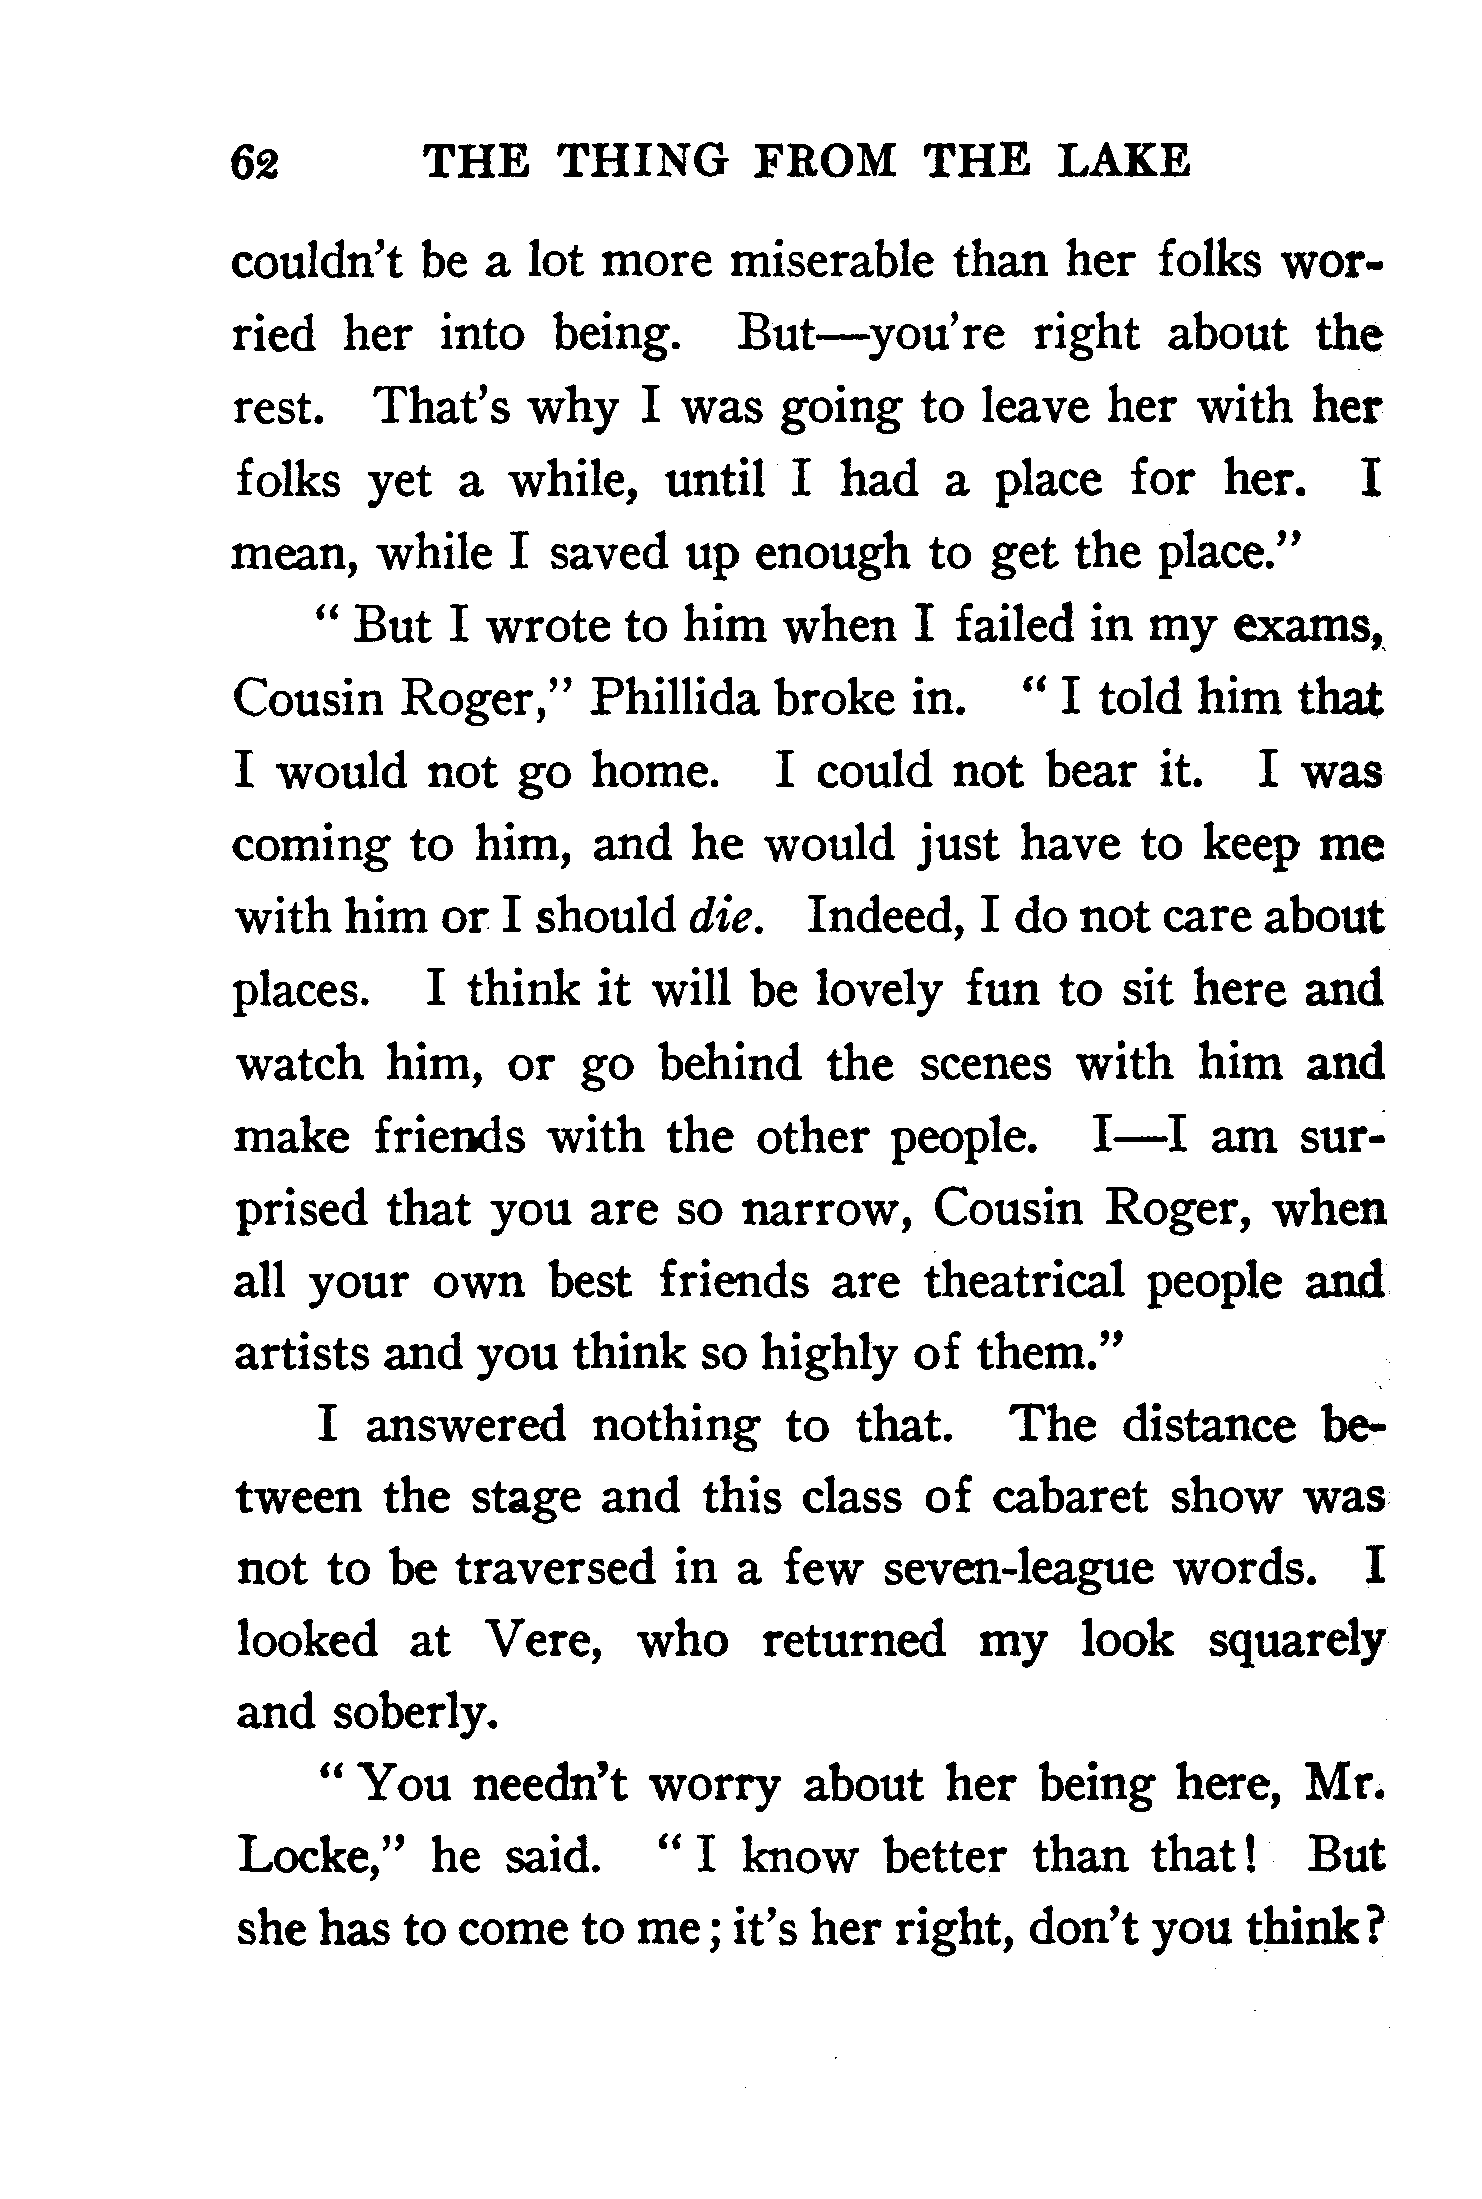 62 THE THING FROM THE LAKE
couldn't be a lot more miserable than her folks wor-
ried her into being. But—you're right about the
rest. That's why I was going to leave her with her
folks yet a while, until I had a place for her. I
mean, while I saved up enough to get the place."
" But I wrote to him when I failed in my exams,
Cousin Roger," Phillida broke in. " I told him that
I would not go home. I could not bear it. I was
coming to him, and he would just have to keep me
with him or I should die. Indeed, I do not care about
places. I think it will be lovely fun to sit here and
watch him, or go behind the scenes with him and
make friends with the other people. I—I am sur-
prised that you are so narrow, Cousin Roger, when
all your own best friends are theatrical people and
artists and you think so highly of them."
I answered nothing to that. The distance be-
tween the stage and this class of cabaret show was
not to be traversed in a few seven-league words. I
looked at Vere, who returned my look squarely
and soberly.
" You needn't worry about her being here, Mr.
Locke," he said. " I know better than that! But
she has to come to me; it's her right, don't you think?